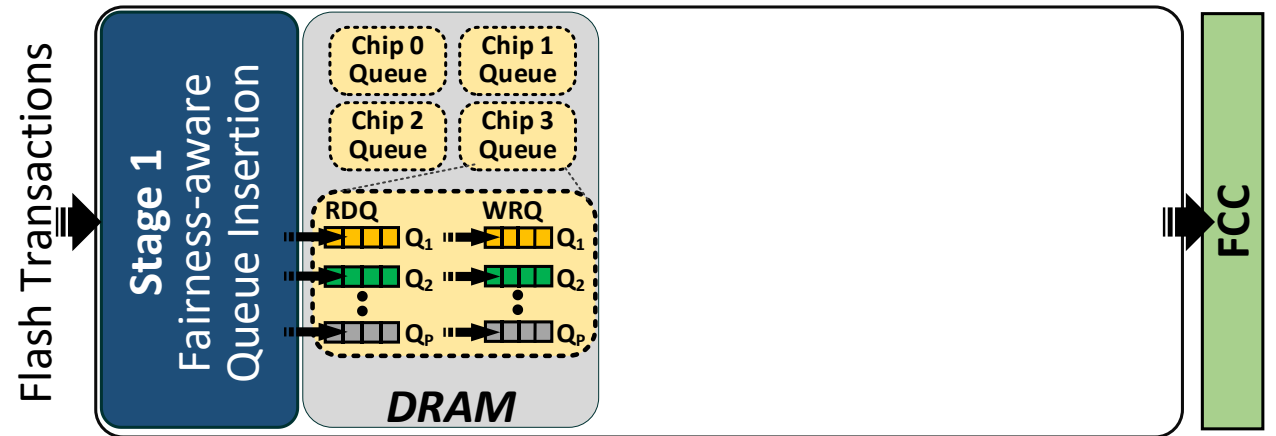 Flash Transactions
Stage 1
Fairness-aware
Queue Insertion
Chip 0
Queue
Chip 1
Queue
Chip 2
Queue
Chip 3
Queue
RDQ
WRQ
Q1
Q1
Q2
Q2
QP
QP
DRAM
FCC